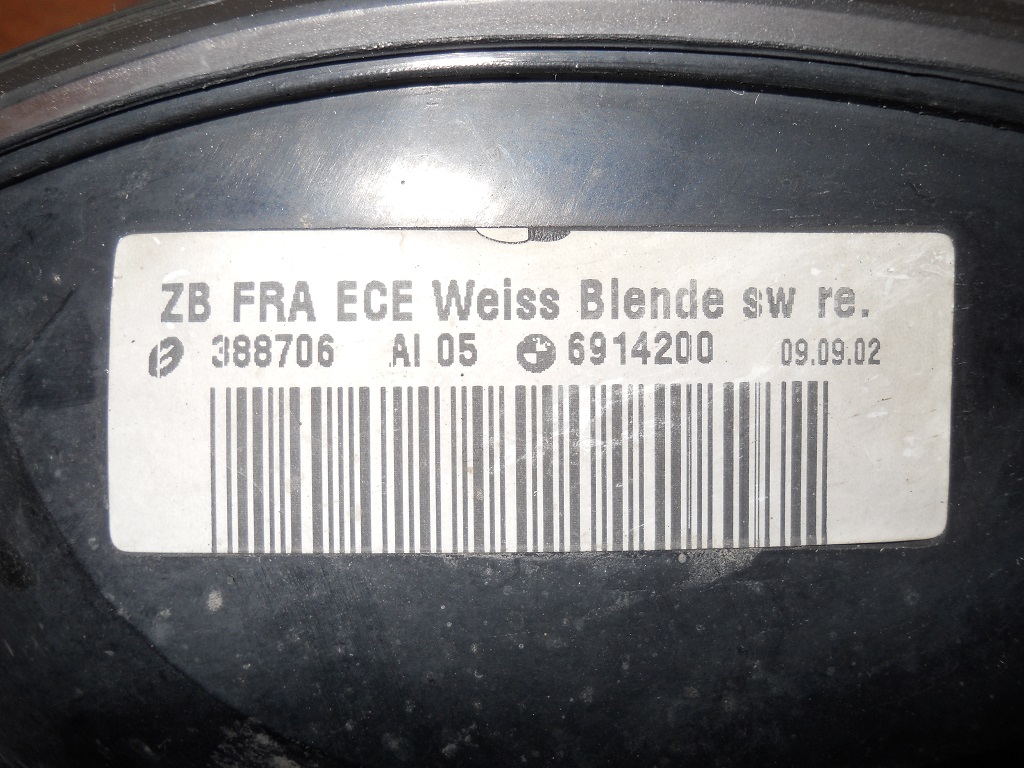 ZB FRA ECE Weiss Blende sw re.
388706 AI 05 6914200 09.09.02